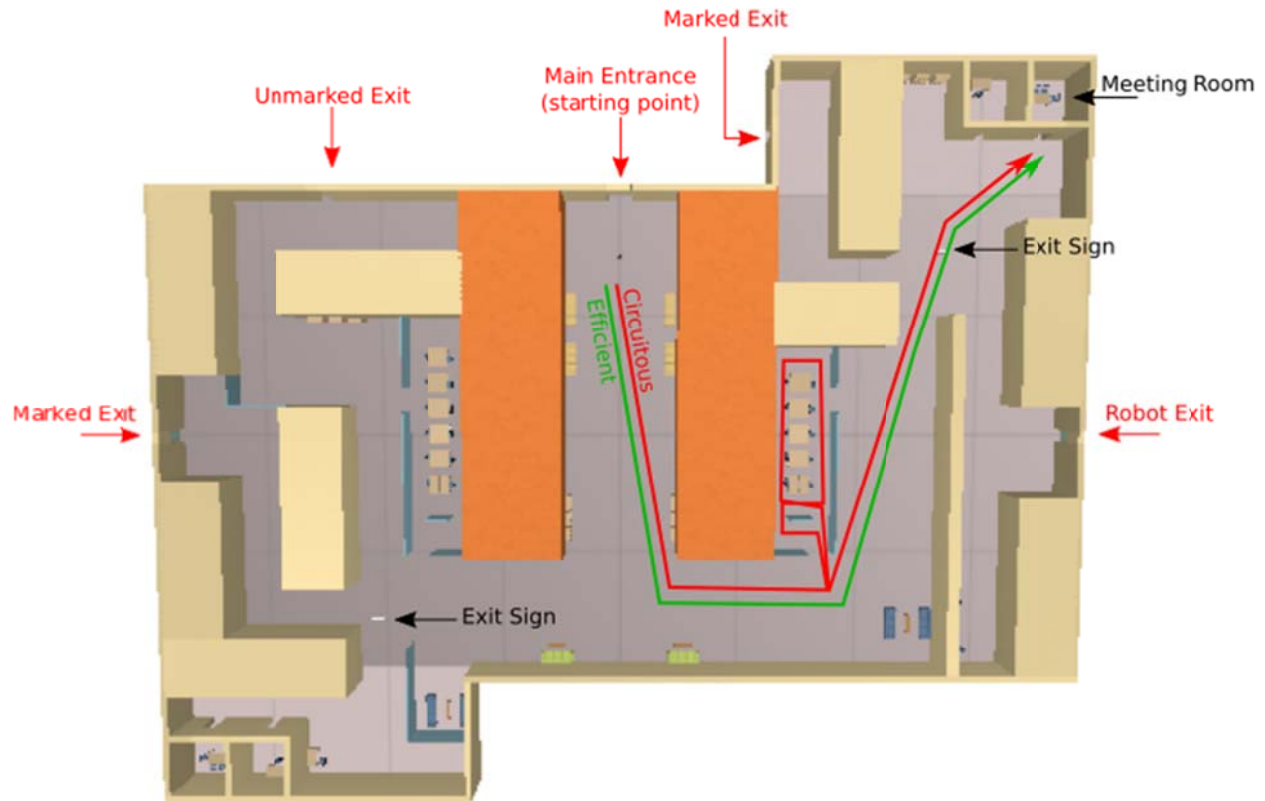 Marked Exit
Main Entrance
(starting point)
Unmarked Exit
Meeting Room
Exit Sign
Circuitous
Efficient
Marked Exit
Robot Exit
Exit Sign